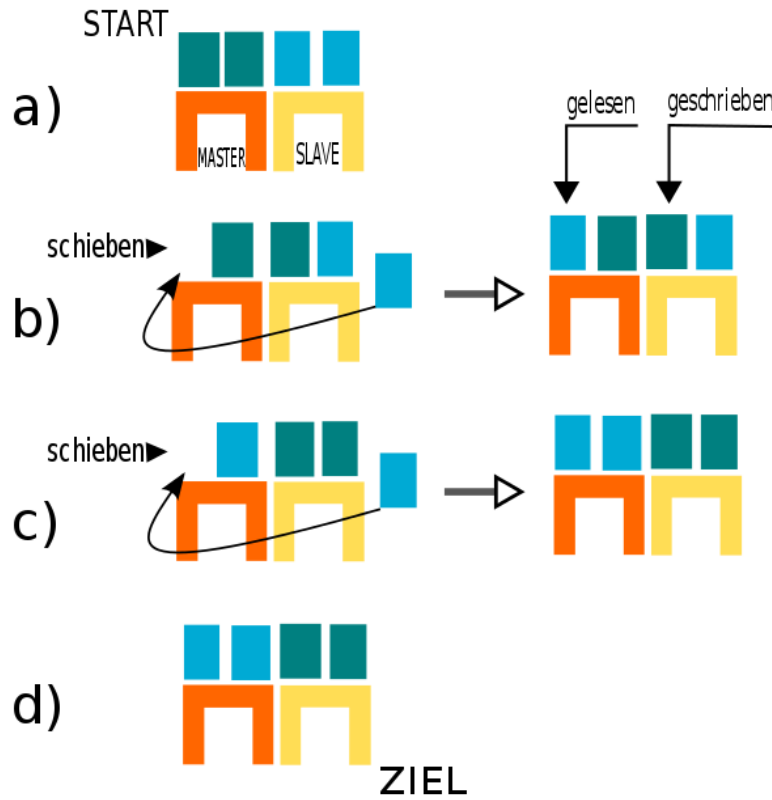 START
a)
MASTER
SLAVE
gelesen
geschrieben
schieben
b)
schieben
c)
d)
ZIEL